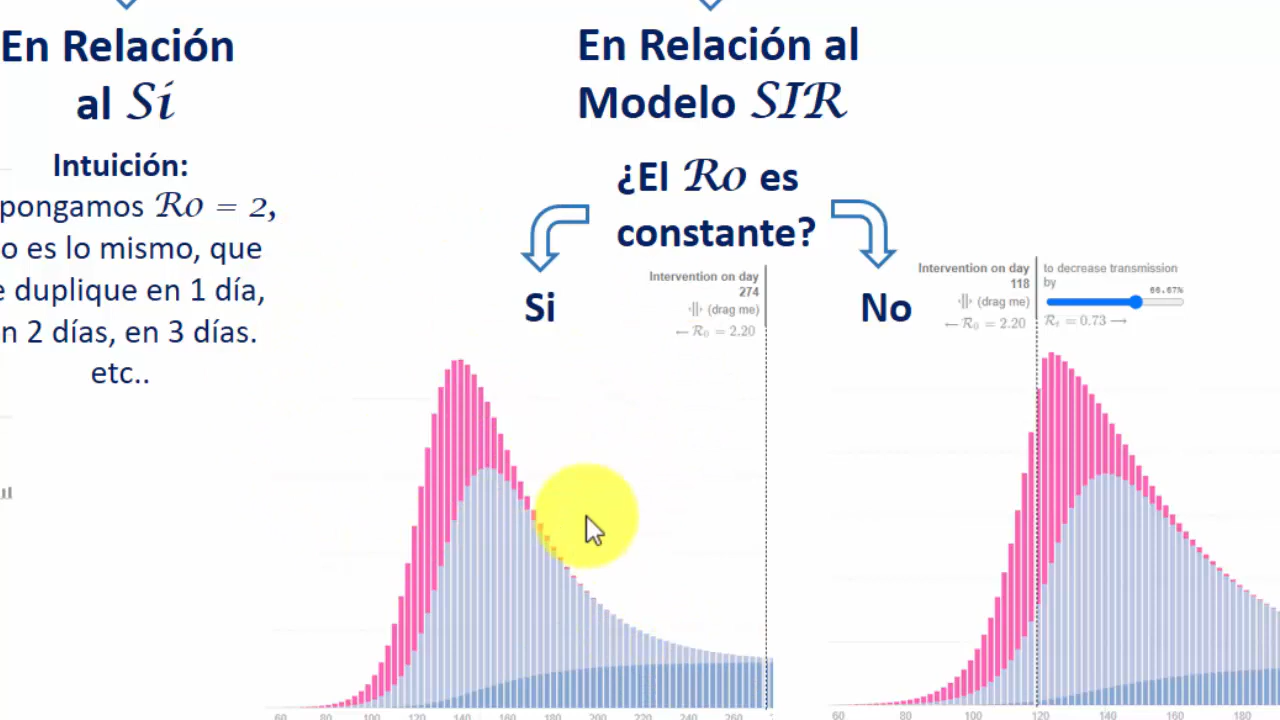 En Relación
al Sí
Intuición:
pongamos Ro = 2,
o es lo mismo, que
e duplique en 1 día,
n 2 días, en 3 días.
etc..
En Relación al
Modelo SIR
¿El Ro es
constante?
Si
No
Intervention on day
274
(drag me)
← R₀ = 2.20
60 80 100 120 140 160 180 200 220 240 260
Intervention on day
118
(drag me)
← R₀ = 2.20
to decrease transmission
by
66.67%
Rₜ = 0.73 →
60 80 100 120 140 160 180